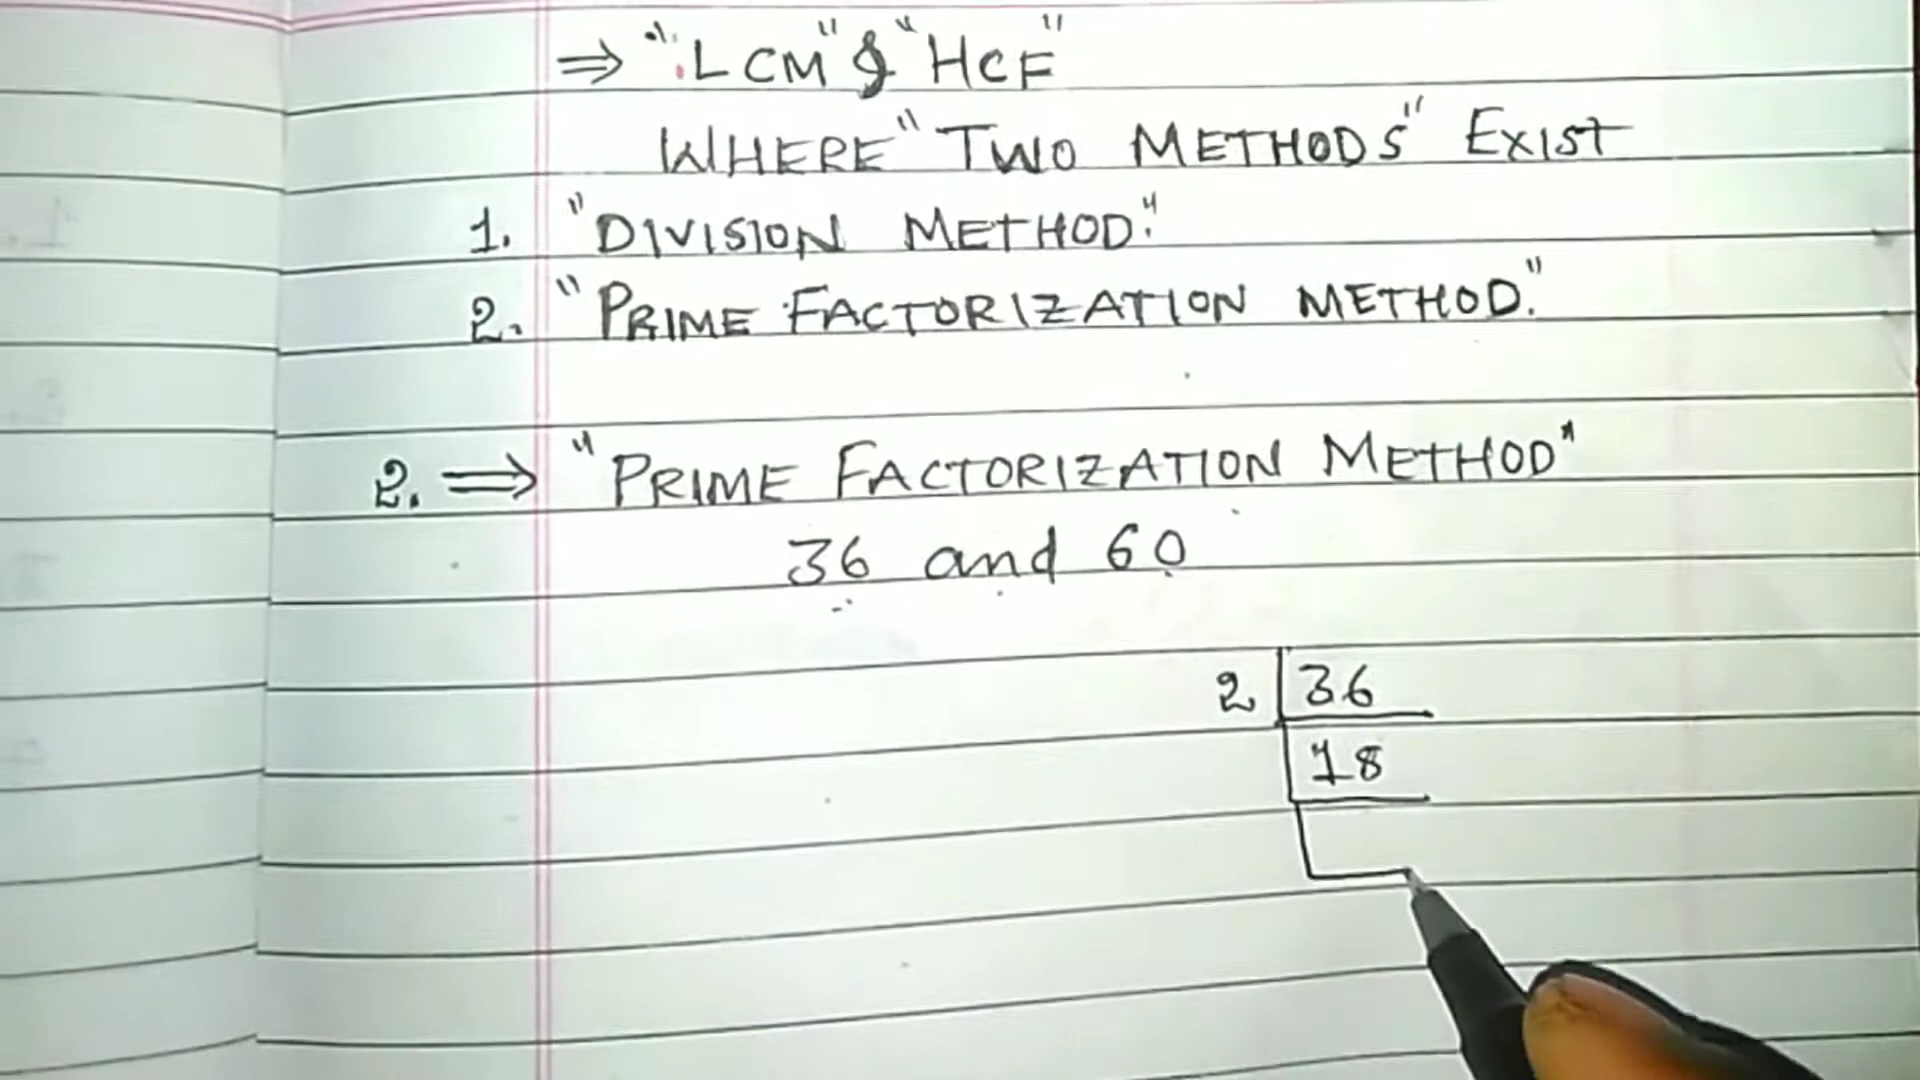 ⇒ "LCM" & "HCF"
WHERE "TWO METHODS" EXIST
1. "DIVISION METHOD."
2. "PRIME FACTORIZATION METHOD."
2. ⇒ "PRIME FACTORIZATION METHOD"
36 and 60
2 | 36
18